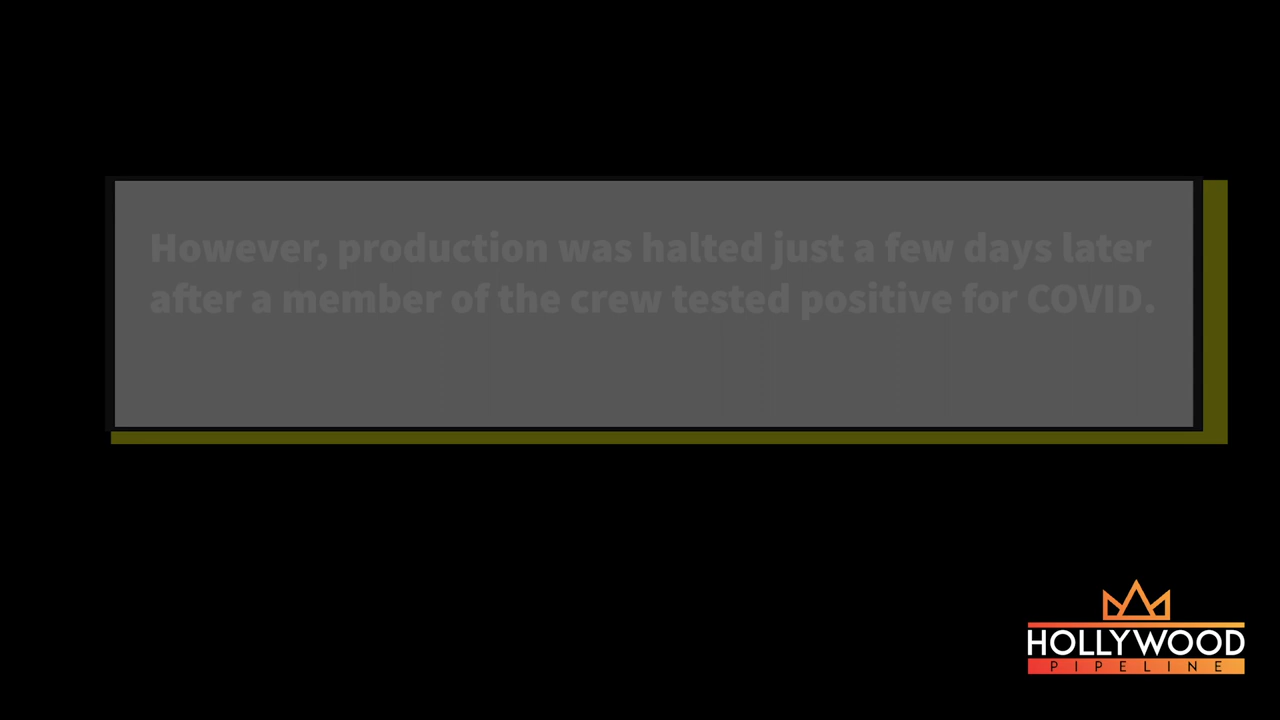 However, production was halted just a few days later
after a member of the crew tested positive for COVID.
HOLLYWOOD
PIPELINE